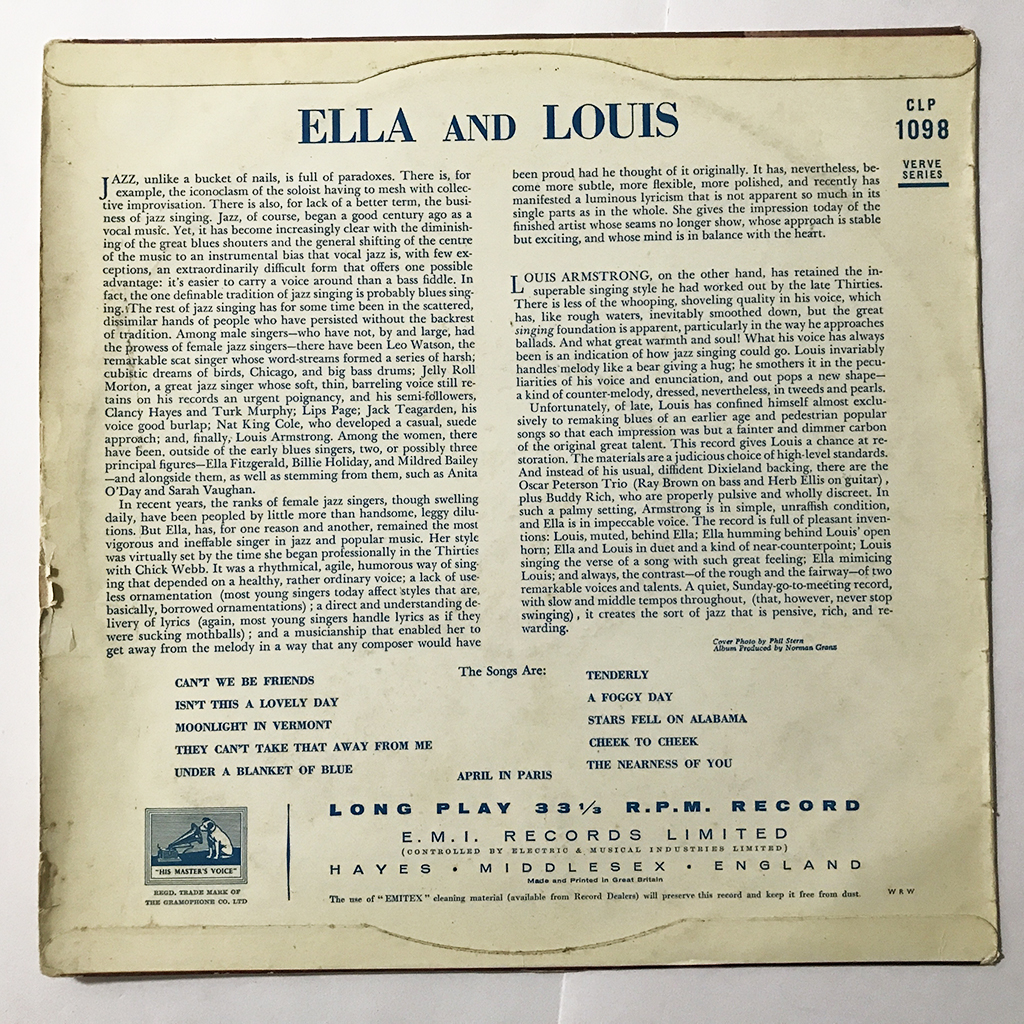 ELLA AND LOUIS
CLP
1098
VERVE
SERIES
JAZZ, unlike a bucket of nails, is full of paradoxes. There is, for
example, the iconoclasm of the soloist having to mesh with collec-
tive improvisation. There is also, for lack of a better term, the busi-
ness of jazz singing. Jazz, of course, began a good century ago as a
vocal music. Yet, it has become increasingly clear with the diminish-
ing of the great blues shouters and the general shifting of the centre
of the music to an instrumental bias that vocal jazz is, with few ex-
ceptions, an extraordinarily difficult form that offers one possible
advantage: it's easier to carry a voice around than a bass fiddle. In
fact, the one definable tradition of jazz singing is probably blues sing-
ing. The rest of jazz singing has for some time been in the scattered,
dissimilar hands of people who have persisted without the backrest
of tradition. Among male singers—who have not, by and large, had
the prowess of female jazz singers—there have been Leo Watson, the
remarkable scat singer whose word-streams formed a series of harsh;
cubistic dreams of birds, Chicago, and big bass drums; Jelly Roll
Morton, a great jazz singer whose soft, thin, barreling voice still re-
tains on his records an urgent poignancy, and his semi-followers,
Clancy Hayes and Turk Murphy; Lips Page; Jack Teagarden, his
voice good burlap; Nat King Cole, who developed a casual, suede
approach; and, finally, Louis Armstrong. Among the women, there
have been, outside of the early blues singers, two, or possibly three
principal figures—Ella Fitzgerald, Billie Holiday, and Mildred Bailey
—and alongside them, as well as stemming from them, such as Anita
O'Day and Sarah Vaughan.
In recent years, the ranks of female jazz singers, though swelling
daily, have been peopled by little more than handsome, leggy dilu-
tions. But Ella, has, for one reason and another, remained the most
vigorous and ineffable singer in jazz and popular music. Her style
was virtually set by the time she began professionally in the Thirties
with Chick Webb. It was a rhythmical, agile, humorous way of sing-
ing that depended on a healthy, rather ordinary voice; a lack of use-
less ornamentation (most young singers today affect styles that are,
basically, borrowed ornamentations); a direct and understanding de-
livery of lyrics (again, most young singers handle lyrics as if they
were sucking mothballs); and a musicianship that enabled her to
get away from the melody in a way that any composer would have
been proud had he thought of it originally. It has, nevertheless, be-
come more subtle, more flexible, more polished, and recently has
manifested a luminous lyricism that is not apparent so much in its
single parts as in the whole. She gives the impression today of the
finished artist whose seams no longer show, whose approach is stable
but exciting, and whose mind is in balance with the heart.
LOUIS ARMSTRONG, on the other hand, has retained the in-
superable singing style he had worked out by the late Thirties.
There is less of the whooping, shoveling quality in his voice, which
has, like rough waters, inevitably smoothed down, but the great
singing foundation is apparent, particularly in the way he approaches
ballads. And what great warmth and soul! What his voice has always
been is an indication of how jazz singing could go. Louis invariably
handles melody like a bear giving a hug; he smothers it in the pecu-
liarities of his voice and enunciation, and out pops a new shape—
a kind of counter-melody, dressed, nevertheless, in tweeds and pearls.
Unfortunately, of late, Louis has confined himself almost exclu-
sively to remaking blues of an earlier age and pedestrian popular
songs so that each impression was but a fainter and dimmer carbon
of the original great talent. This record gives Louis a chance at re-
storation. The materials are a judicious choice of high-level standards.
And instead of his usual, diffident Dixieland backing, there are the
Oscar Peterson Trio (Ray Brown on bass and Herb Ellis on guitar),
plus Buddy Rich, who are properly pulsive and wholly discreet. In
such a palmy setting, Armstrong is in simple, unraffish condition,
and Ella is in impeccable voice. The record is full of pleasant inven-
tions: Louis, muted, behind Ella; Ella humming behind Louis' open
horn; Ella and Louis in duet and a kind of near-counterpoint; Louis
singing the verse of a song with such great feeling; Ella mimicing
Louis; and always, the contrast—of the rough and the fairway—of two
remarkable voices and talents. A quiet, Sunday-go-to-meeting record,
with slow and middle tempos throughout, (that, however, never stop
swinging), it creates the sort of jazz that is pensive, rich, and re-
warding.
Cover Photo by Phil Stern
Album Produced by Norman Granz
The Songs Are:
CAN'T WE BE FRIENDS
ISN'T THIS A LOVELY DAY
MOONLIGHT IN VERMONT
THEY CAN'T TAKE THAT AWAY FROM ME
UNDER A BLANKET OF BLUE
TENDERLY
A FOGGY DAY
STARS FELL ON ALABAMA
CHEEK TO CHEEK
THE NEARNESS OF YOU
APRIL IN PARIS
"HIS MASTER'S VOICE"
REGD. TRADE MARK OF
THE GRAMOPHONE CO. LTD
LONG PLAY 33⅓ R.P.M. RECORD
E.M.I. RECORDS LIMITED
(CONTROLLED BY ELECTRIC & MUSICAL INDUSTRIES LIMITED)
HAYES • MIDDLESEX • ENGLAND
Made and Printed in Great Britain
The use of "EMITEX" cleaning material (available from Record Dealers) will preserve this record and keep it free from dust.
WRW